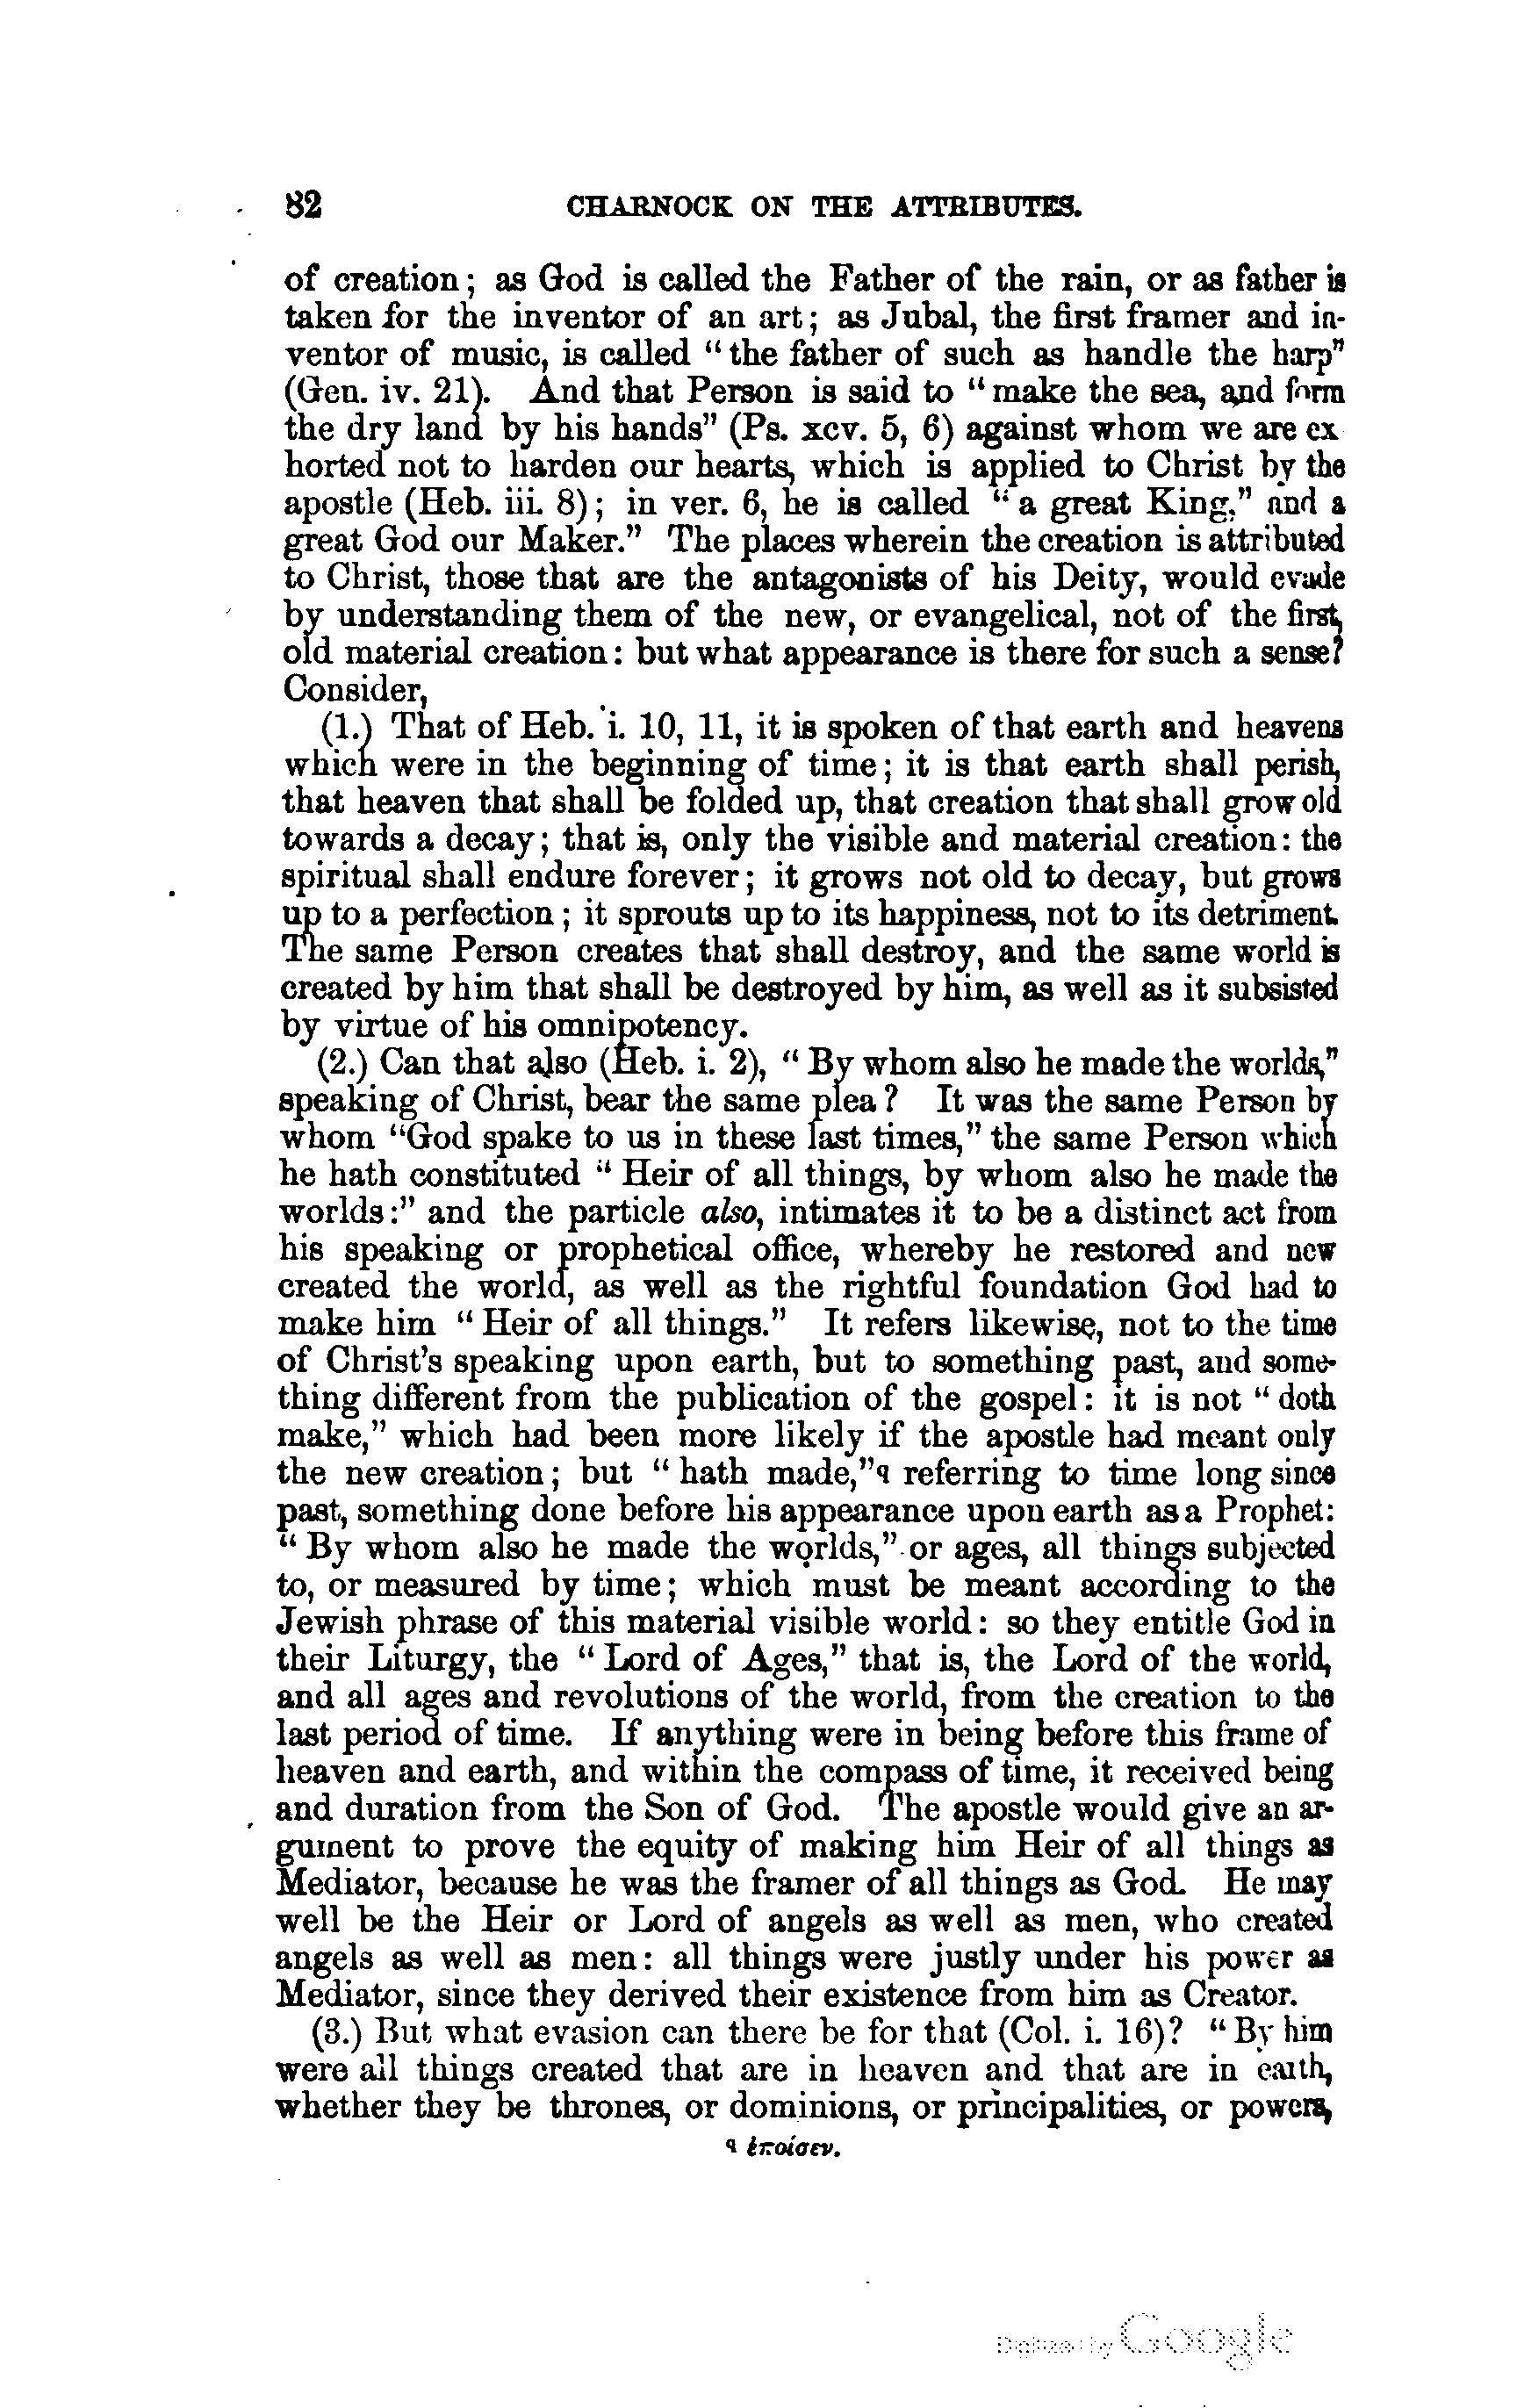 82 CHARNOCK ON THE ATTRIBUTES.
of creation; as God is called the Father of the rain, or as father is
taken for the inventor of an art; as Jubal, the first framer and in-
ventor of music, is called "the father of such as handle the harp"
(Gen. iv. 21). And that Person is said to "make the sea, and form
the dry land by his hands" (Ps. xcv. 5, 6) against whom we are ex
horted not to harden our hearts, which is applied to Christ by the
apostle (Heb. iii. 8); in ver. 6, he is called "a great King," and a
great God our Maker." The places wherein the creation is attributed
to Christ, those that are the antagonists of his Deity, would evade
by understanding them of the new, or evangelical, not of the first,
old material creation: but what appearance is there for such a sense?
Consider,
(1.) That of Heb. i. 10, 11, it is spoken of that earth and heavens
which were in the beginning of time; it is that earth shall perish,
that heaven that shall be folded up, that creation that shall grow old
towards a decay; that is, only the visible and material creation: the
spiritual shall endure forever; it grows not old to decay, but grows
up to a perfection; it sprouts up to its happiness, not to its detriment.
The same Person creates that shall destroy, and the same world is
created by him that shall be destroyed by him, as well as it subsisted
by virtue of his omnipotency.
(2.) Can that also (Heb. i. 2), "By whom also he made the worlds,"
speaking of Christ, bear the same plea? It was the same Person by
whom "God spake to us in these last times," the same Person which
he hath constituted "Heir of all things, by whom also he made the
worlds:" and the particle also, intimates it to be a distinct act from
his speaking or prophetical office, whereby he restored and new
created the world, as well as the rightful foundation God had to
make him "Heir of all things." It refers likewise, not to the time
of Christ's speaking upon earth, but to something past, and some-
thing different from the publication of the gospel: it is not "doth
make," which had been more likely if the apostle had meant only
the new creation; but "hath made,"q referring to time long since
past, something done before his appearance upon earth as a Prophet:
"By whom also he made the worlds," or ages, all things subjected
to, or measured by time; which must be meant according to the
Jewish phrase of this material visible world: so they entitle God in
their Liturgy, the "Lord of Ages," that is, the Lord of the world,
and all ages and revolutions of the world, from the creation to the
last period of time. If anything were in being before this frame of
heaven and earth, and within the compass of time, it received being
and duration from the Son of God. The apostle would give an ar-
gument to prove the equity of making him Heir of all things as
Mediator, because he was the framer of all things as God. He may
well be the Heir or Lord of angels as well as men, who created
angels as well as men: all things were justly under his power as
Mediator, since they derived their existence from him as Creator.
(3.) But what evasion can there be for that (Col. i. 16)? "By him
were all things created that are in heaven and that are in earth,
whether they be thrones, or dominions, or principalities, or powers,
q ἐποίσεν.
Digitized by Google